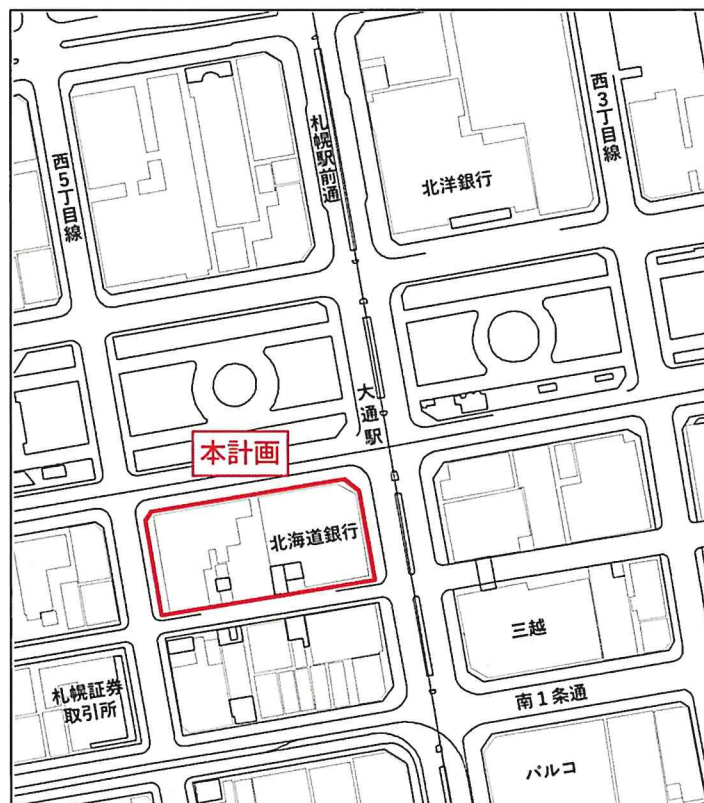 札幌駅前通
西3丁目線
北洋銀行
西5丁目線
大通駅
本計画
北海道銀行
三越
札幌証券
取引所
南1条通
パルコ